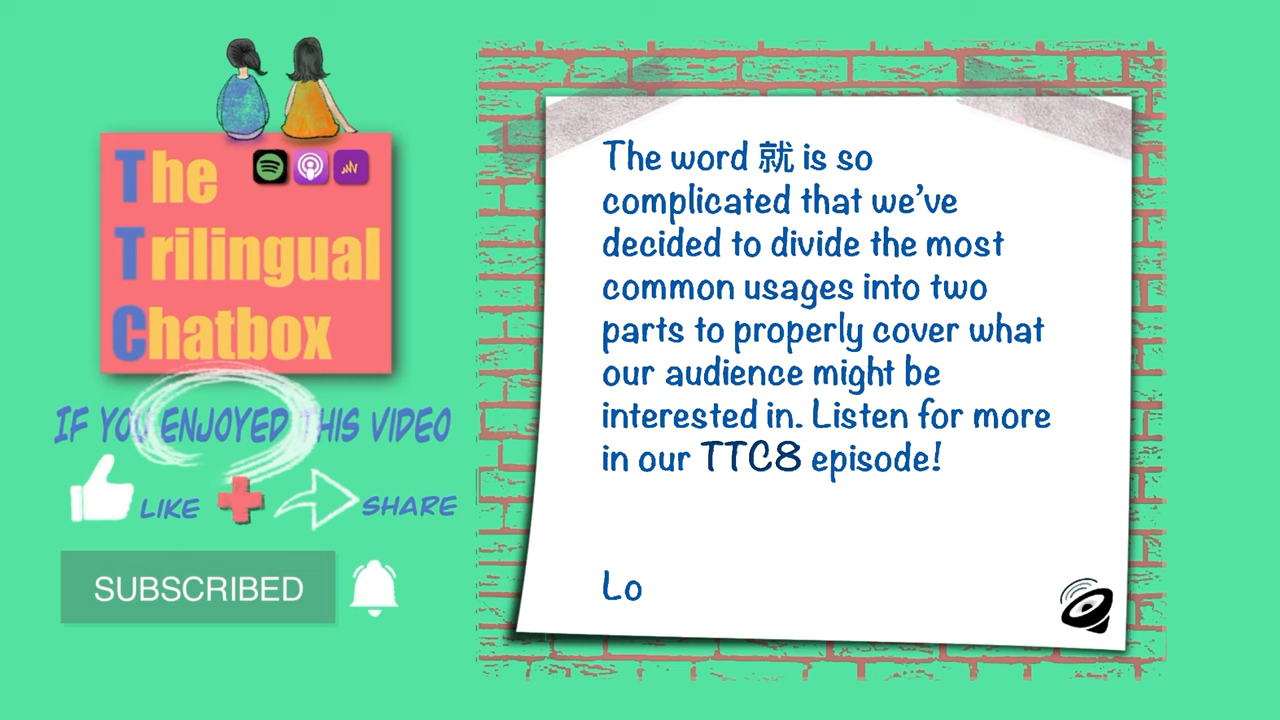 The
Trilingual
Chatbox
IF YOU ENJOYED THIS VIDEO
LIKE
SHARE
SUBSCRIBED
The word 就 is so
complicated that we've
decided to divide the most
common usages into two
parts to properly cover what
our audience might be
interested in. Listen for more
in our TTC8 episode!
Lo